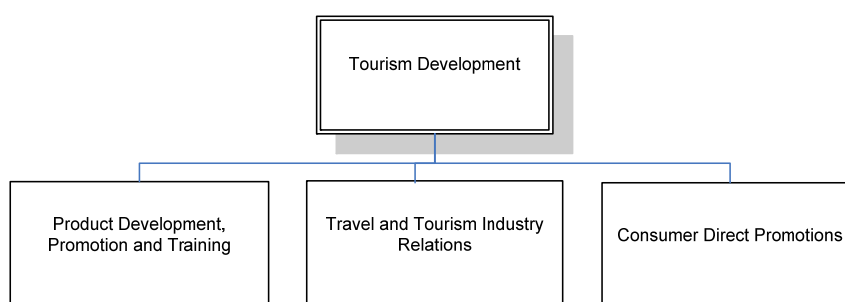 Tourism Development
Product Development,
Promotion and Training
Travel and Tourism Industry
Relations
Consumer Direct Promotions